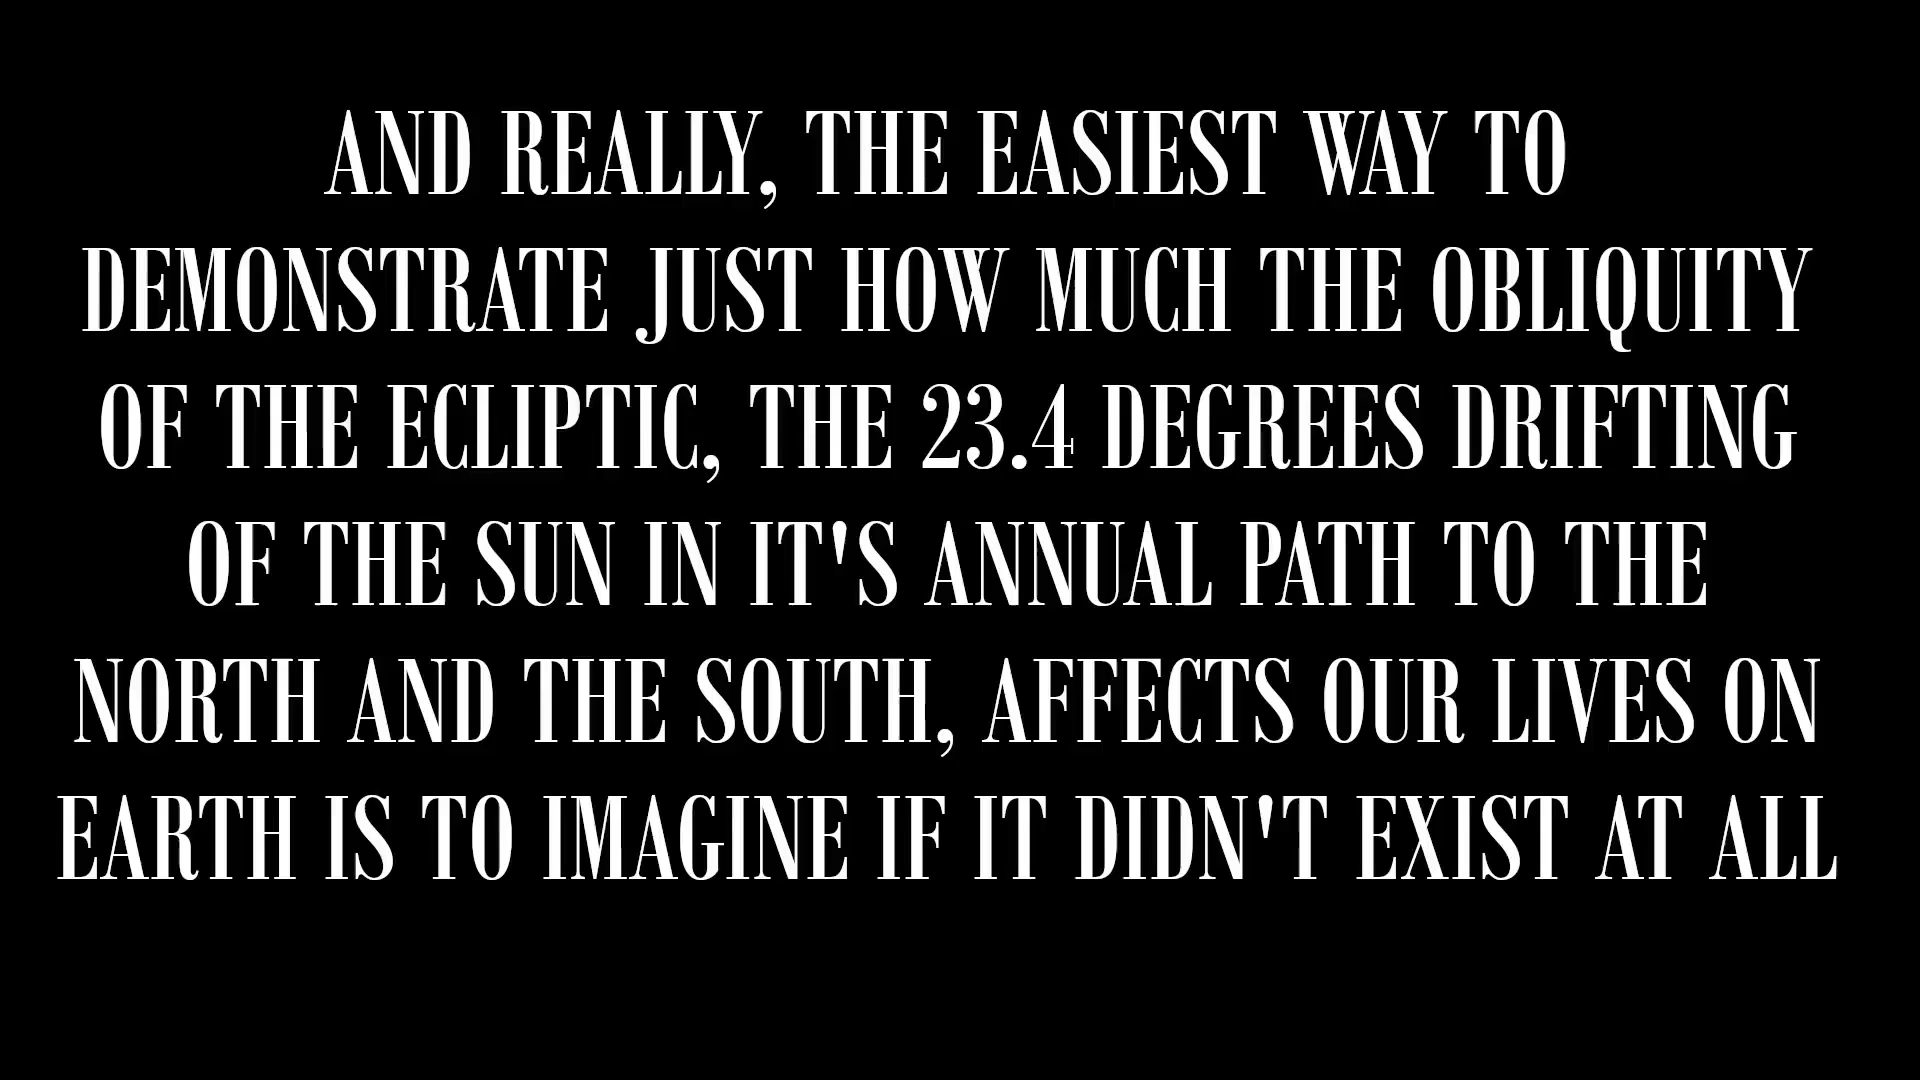 AND REALLY, THE EASIEST WAY TO
DEMONSTRATE JUST HOW MUCH THE OBLIQUITY
OF THE ECLIPTIC, THE 23.4 DEGREES DRIFTING
OF THE SUN IN IT'S ANNUAL PATH TO THE
NORTH AND THE SOUTH, AFFECTS OUR LIVES ON
EARTH IS TO IMAGINE IF IT DIDN'T EXIST AT ALL